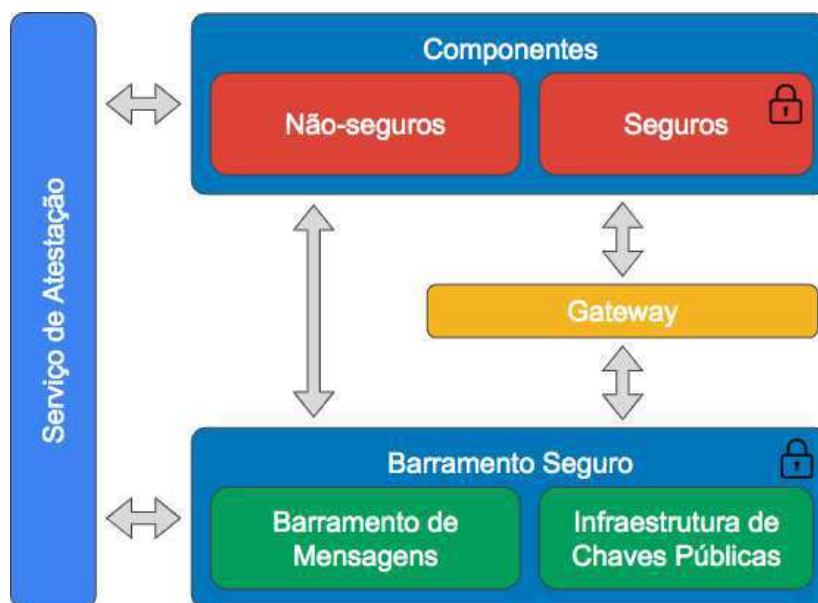 Serviço de Atestação
Componentes
Não-seguros
Seguros
Gateway
Barramento Seguro
Barramento de
Mensagens
Infraestrutura de
Chaves Públicas